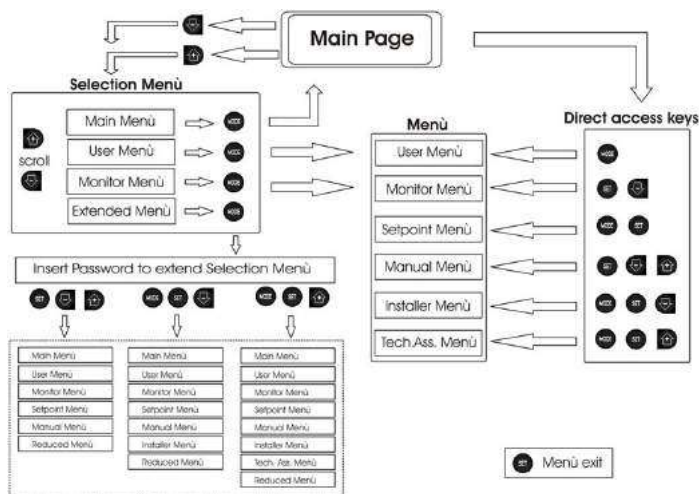 Main Page
Selection Menù
Main Menù
MODE
User Menù
MODE
Monitor Menù
MODE
Extended Menù
MODE
scroll
Menù
User Menù
Monitor Menù
Setpoint Menù
Manual Menù
Installer Menù
Tech.Ass. Menù
Direct access keys
MODE
SET
MODE SET
SET
MODE SET
MODE SET
Insert Password to extend Selection Menù
SET
MODE SET
MODE SET
Main Menù
User Menù
Monitor Menù
Setpoint Menù
Manual Menù
Reduced Menù
Main Menù
User Menù
Monitor Menù
Setpoint Menù
Manual Menù
Installer Menù
Reduced Menù
Main Menù
User Menù
Monitor Menù
Setpoint Menù
Manual Menù
Installer Menù
Tech. Ass. Menù
Reduced Menù
SET Menù exit